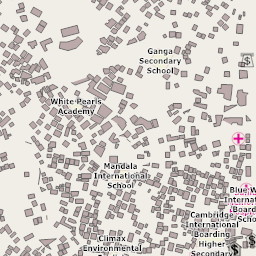 Ganga
Secondary
School
White Pearls
Academy
Mandala
International
School
Blue W
Internati
Board
Scho
Cambridge
International
Boarding
Higher
Secondary
Climax
Environmental